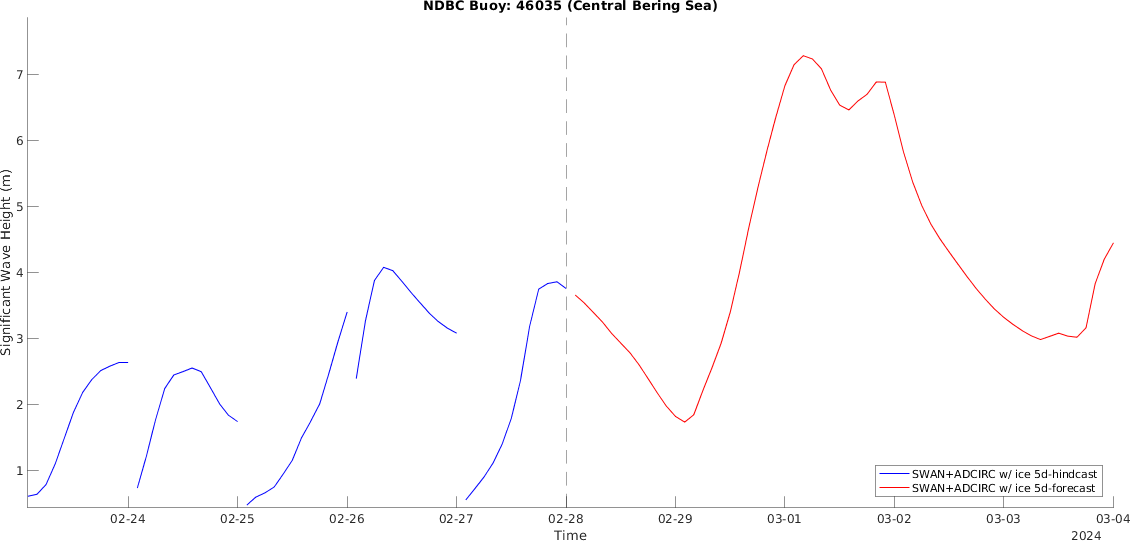 NDBC Buoy: 46035 (Central Bering Sea)
Significant Wave Height (m)
7
6
5
4
3
2
1
SWAN+ADCIRC w/ ice 5d-hindcast
SWAN+ADCIRC w/ ice 5d-forecast
02-24 02-25 02-26 02-27 02-28 02-29 03-01 03-02 03-03 03-04
Time
2024